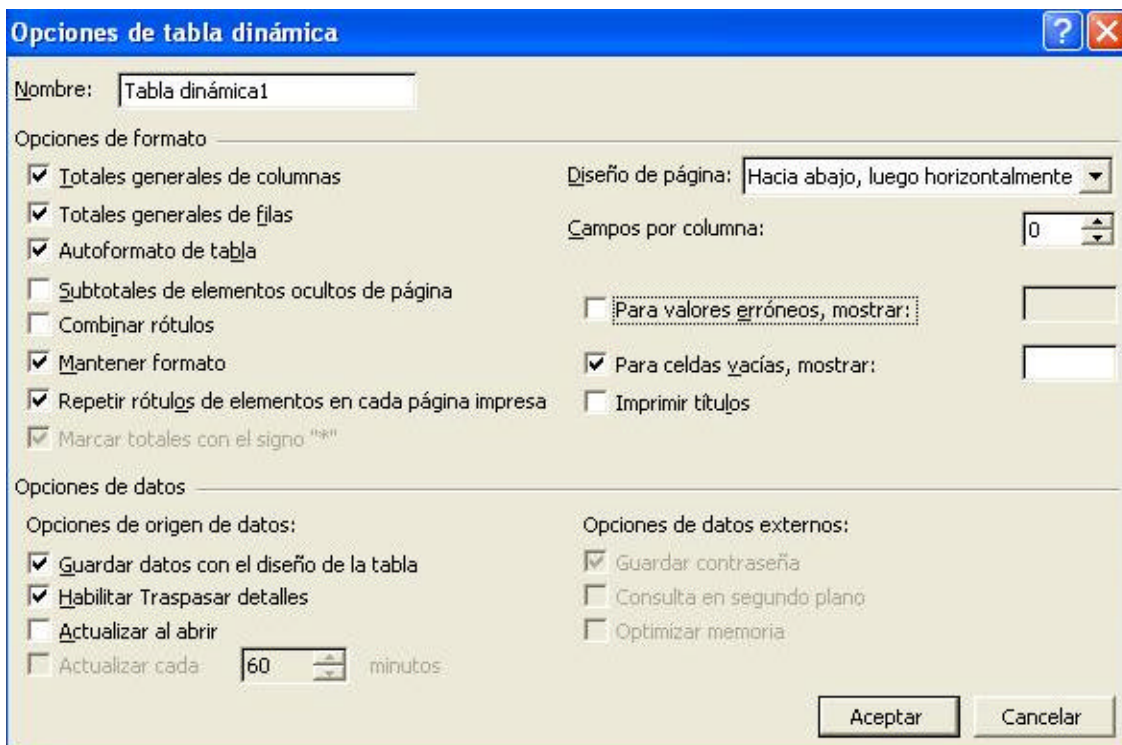 Opciones de tabla dinámica
Nombre: Tabla dinámica1
Opciones de formato
Totales generales de columnas
Totales generales de filas
Autoformato de tabla
Subtotales de elementos ocultos de página
Combinar rótulos
Mantener formato
Repetir rótulos de elementos en cada página impresa
Marcar totales con el signo "*"
Diseño de página: Hacia abajo, luego horizontalmente
Campos por columna: 0
Para valores erróneos, mostrar:
Para celdas vacías, mostrar:
Imprimir títulos
Opciones de datos
Opciones de origen de datos:
Guardar datos con el diseño de la tabla
Habilitar Traspasar detalles
Actualizar al abrir
Actualizar cada 60 minutos
Opciones de datos externos:
Guardar contraseña
Consulta en segundo plano
Optimizar memoria
Aceptar Cancelar